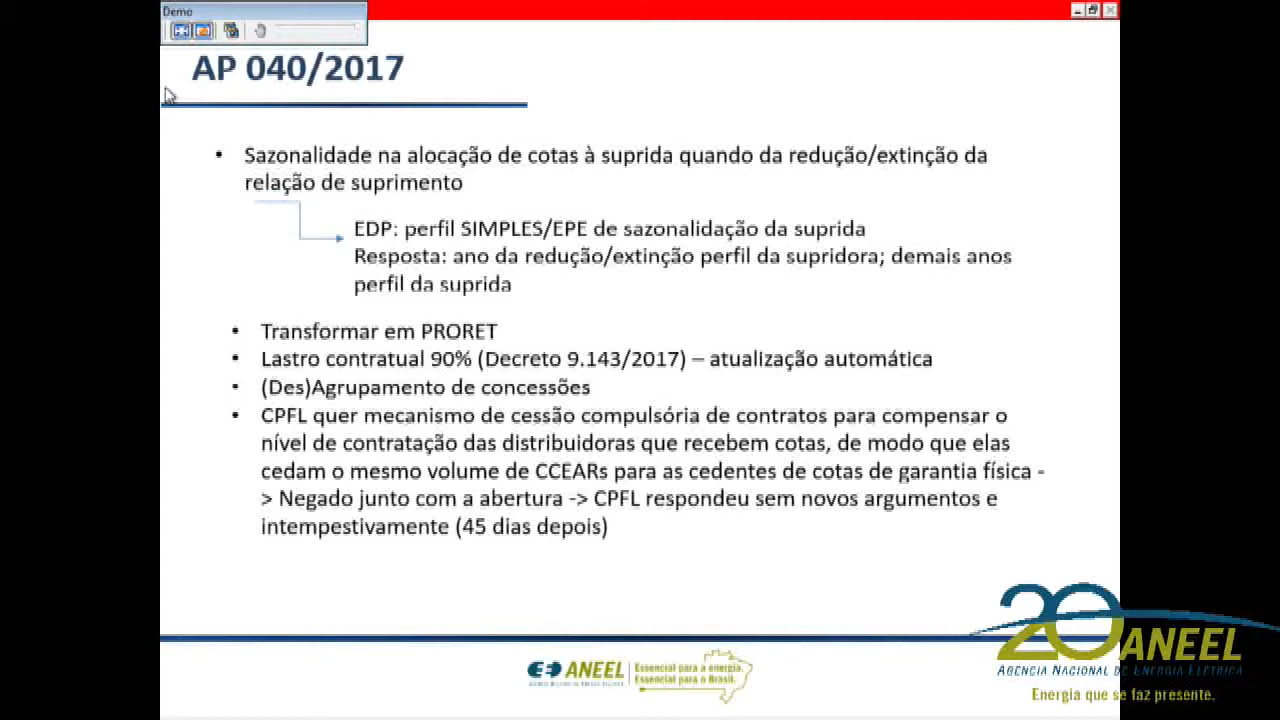 Demo
AP 040/2017
• Sazonalidade na alocação de cotas à suprida quando da redução/extinção da
relação de suprimento
EDP: perfil SIMPLES/EPE de sazonalidação da suprida
Resposta: ano da redução/extinção perfil da supridora; demais anos
perfil da suprida
• Transformar em PRORET
• Lastro contratual 90% (Decreto 9.143/2017) – atualização automática
• (Des)Agrupamento de concessões
• CPFL quer mecanismo de cessão compulsória de contratos para compensar o
nível de contratação das distribuidoras que recebem cotas, de modo que elas
cedam o mesmo volume de CCEARs para as cedentes de cotas de garantia física -
> Negado junto com a abertura -> CPFL respondeu sem novos argumentos e
intempestivamente (45 dias depois)
ANEEL
Essencial para a energia.
Essencial para o Brasil.
20 ANEEL
AGÊNCIA NACIONAL DE ENERGIA ELÉTRICA
Energia que se faz presente.